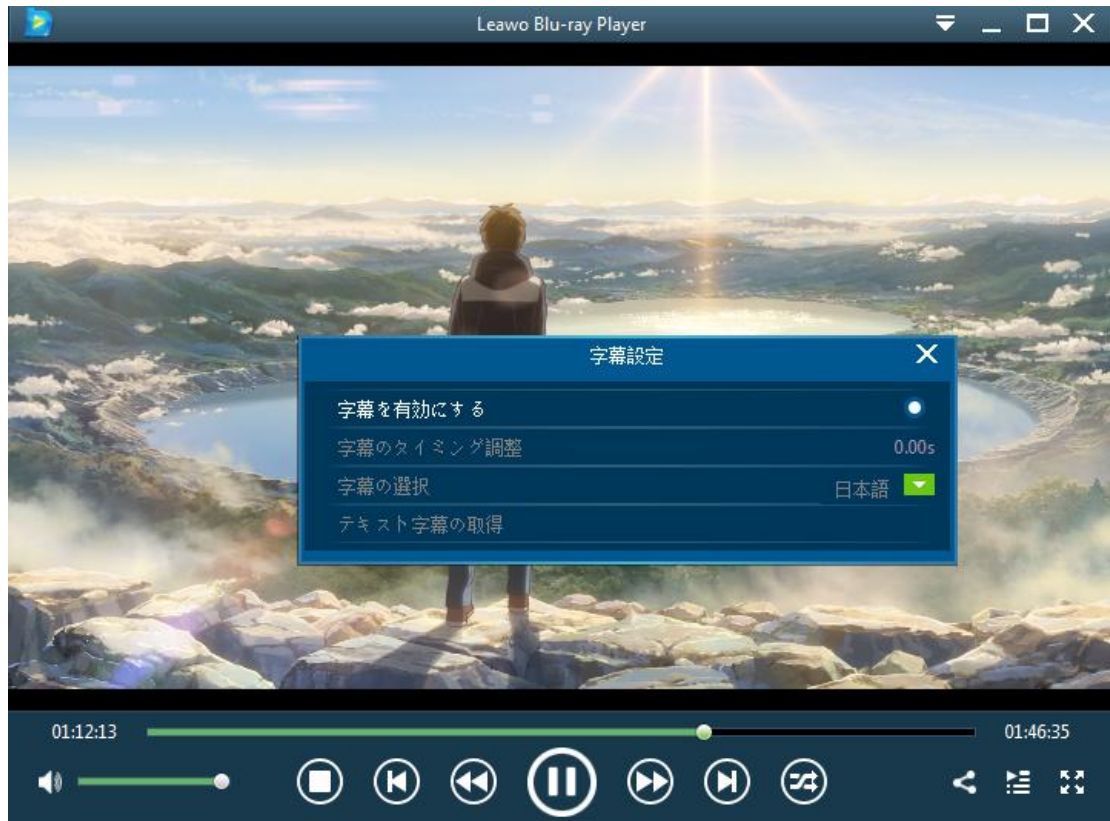 Leawo Blu-ray Player
字幕設定
字幕を有効にする
字幕のタイミング調整 0.00s
字幕の選択 日本語
テキスト字幕の取得
01:12:13 01:46:35